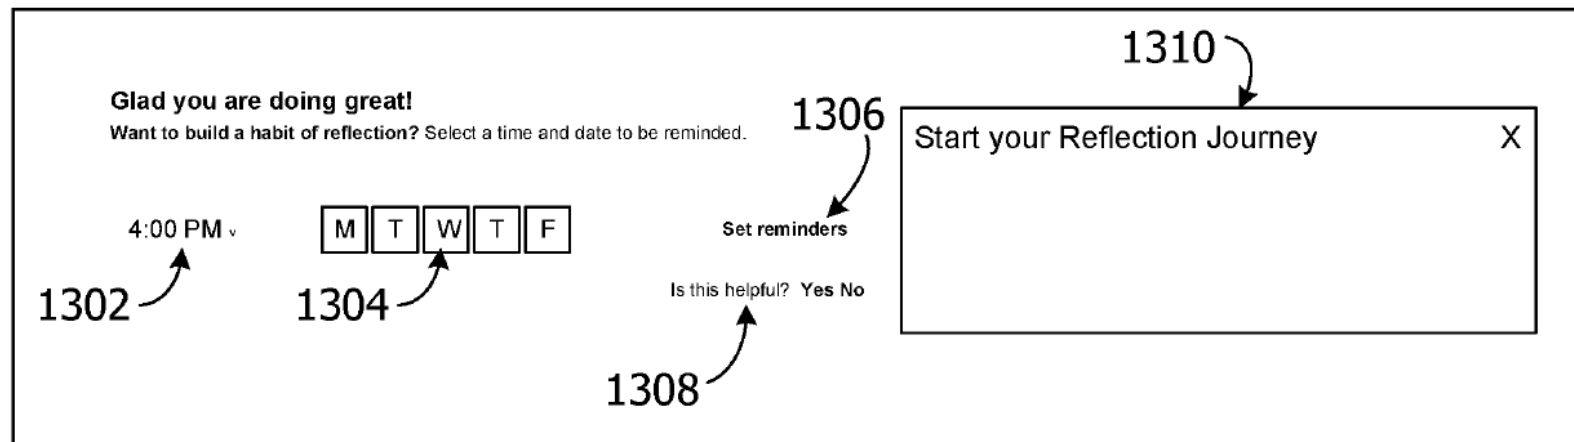 1310
Glad you are doing great!
Want to build a habit of reflection? Select a time and date to be reminded.
1306
Start your Reflection Journey X
4:00 PM v
M T W T F
Set reminders
1302
1304
Is this helpful? Yes No
1308